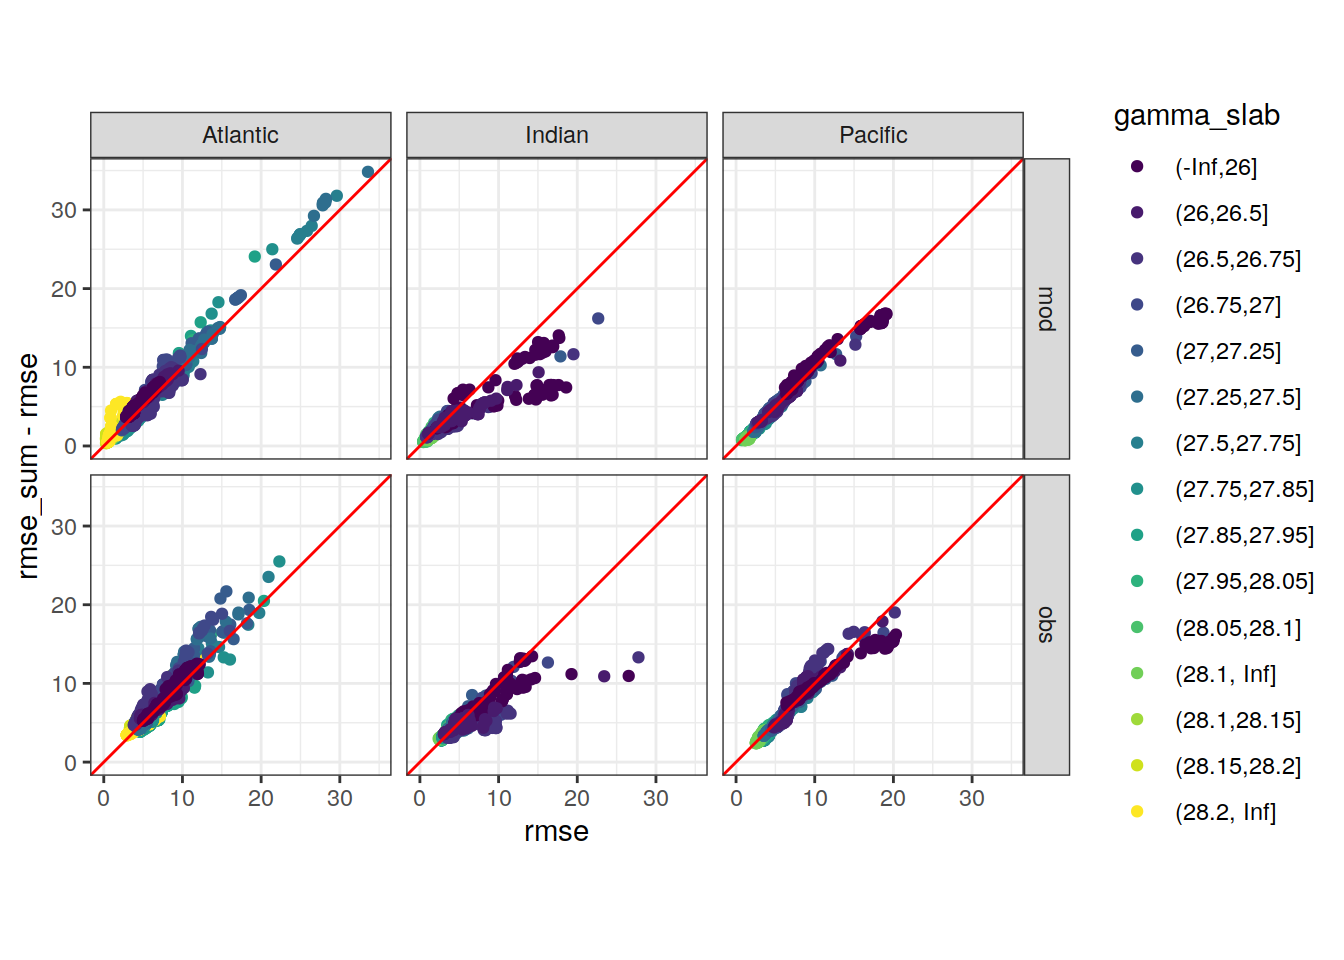 Atlantic
Indian
Pacific
30
20
10
0
mod
30
20
10
0
obs
0 10 20 30
0 10 20 30
0 10 20 30
rmse
rmse_sum - rmse
gamma_slab
(-Inf,26]
(26,26.5]
(26.5,26.75]
(26.75,27]
(27,27.25]
(27.25,27.5]
(27.5,27.75]
(27.75,27.85]
(27.85,27.95]
(27.95,28.05]
(28.05,28.1]
(28.1, Inf]
(28.1,28.15]
(28.15,28.2]
(28.2, Inf]